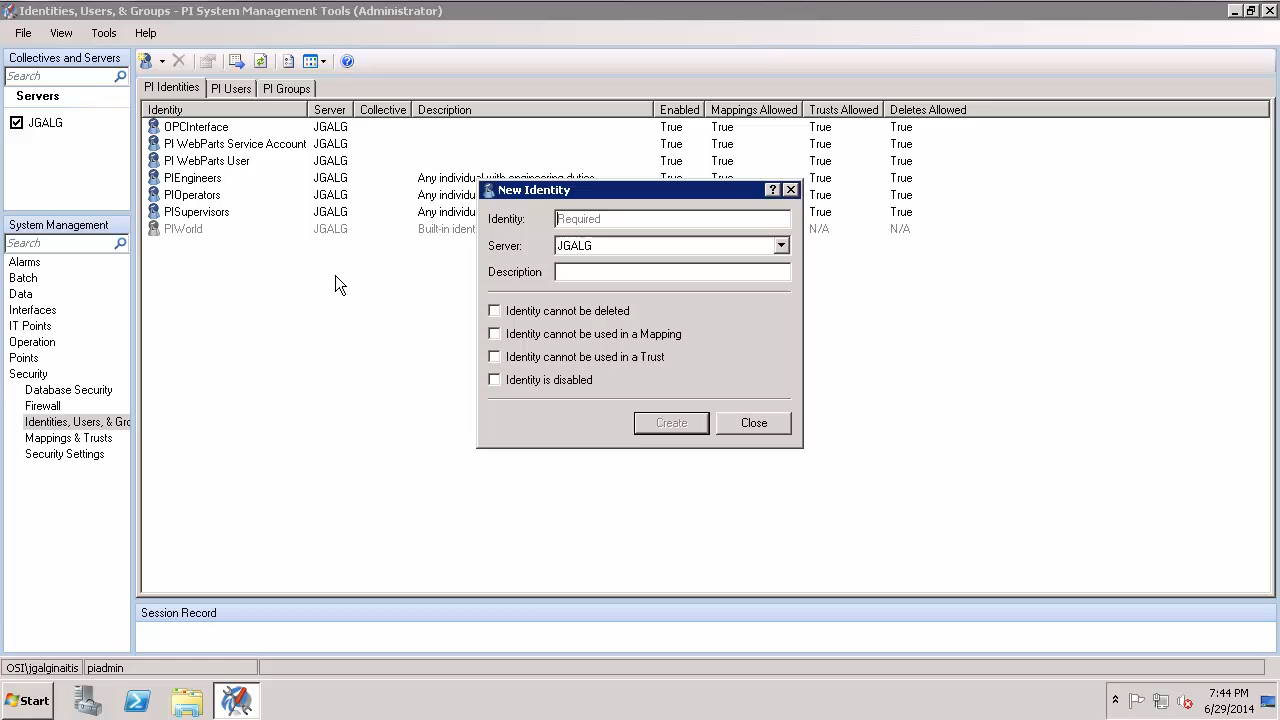 Identities, Users, & Groups - PI System Management Tools (Administrator)
File View Tools Help
Collectives and Servers
Search
Servers
JGALG
System Management
Search
Alarms
Batch
Data
Interfaces
IT Points
Operation
Points
Security
Database Security
Firewall
Identities, Users, & Gro
Mappings & Trusts
Security Settings
PI Identities PI Users PI Groups
Identity Server Collective Description Enabled Mappings Allowed Trusts Allowed Deletes Allowed
OPCInterface JGALG True True True True
PI WebParts Service Account JGALG True True True True
PI WebParts User JGALG True True True True
PIEngineers JGALG Any individual with engineering duties True True True True
PIOperators JGALG Any individu True True
PISupervisors JGALG Any individu True True
PIWorld JGALG Built-in ident N/A N/A
New Identity
Identity: Required
Server: JGALG
Description
Identity cannot be deleted
Identity cannot be used in a Mapping
Identity cannot be used in a Trust
Identity is disabled
Create Close
Session Record
OSI\jgalginaitis piadmin
Start
7:44 PM
6/29/2014